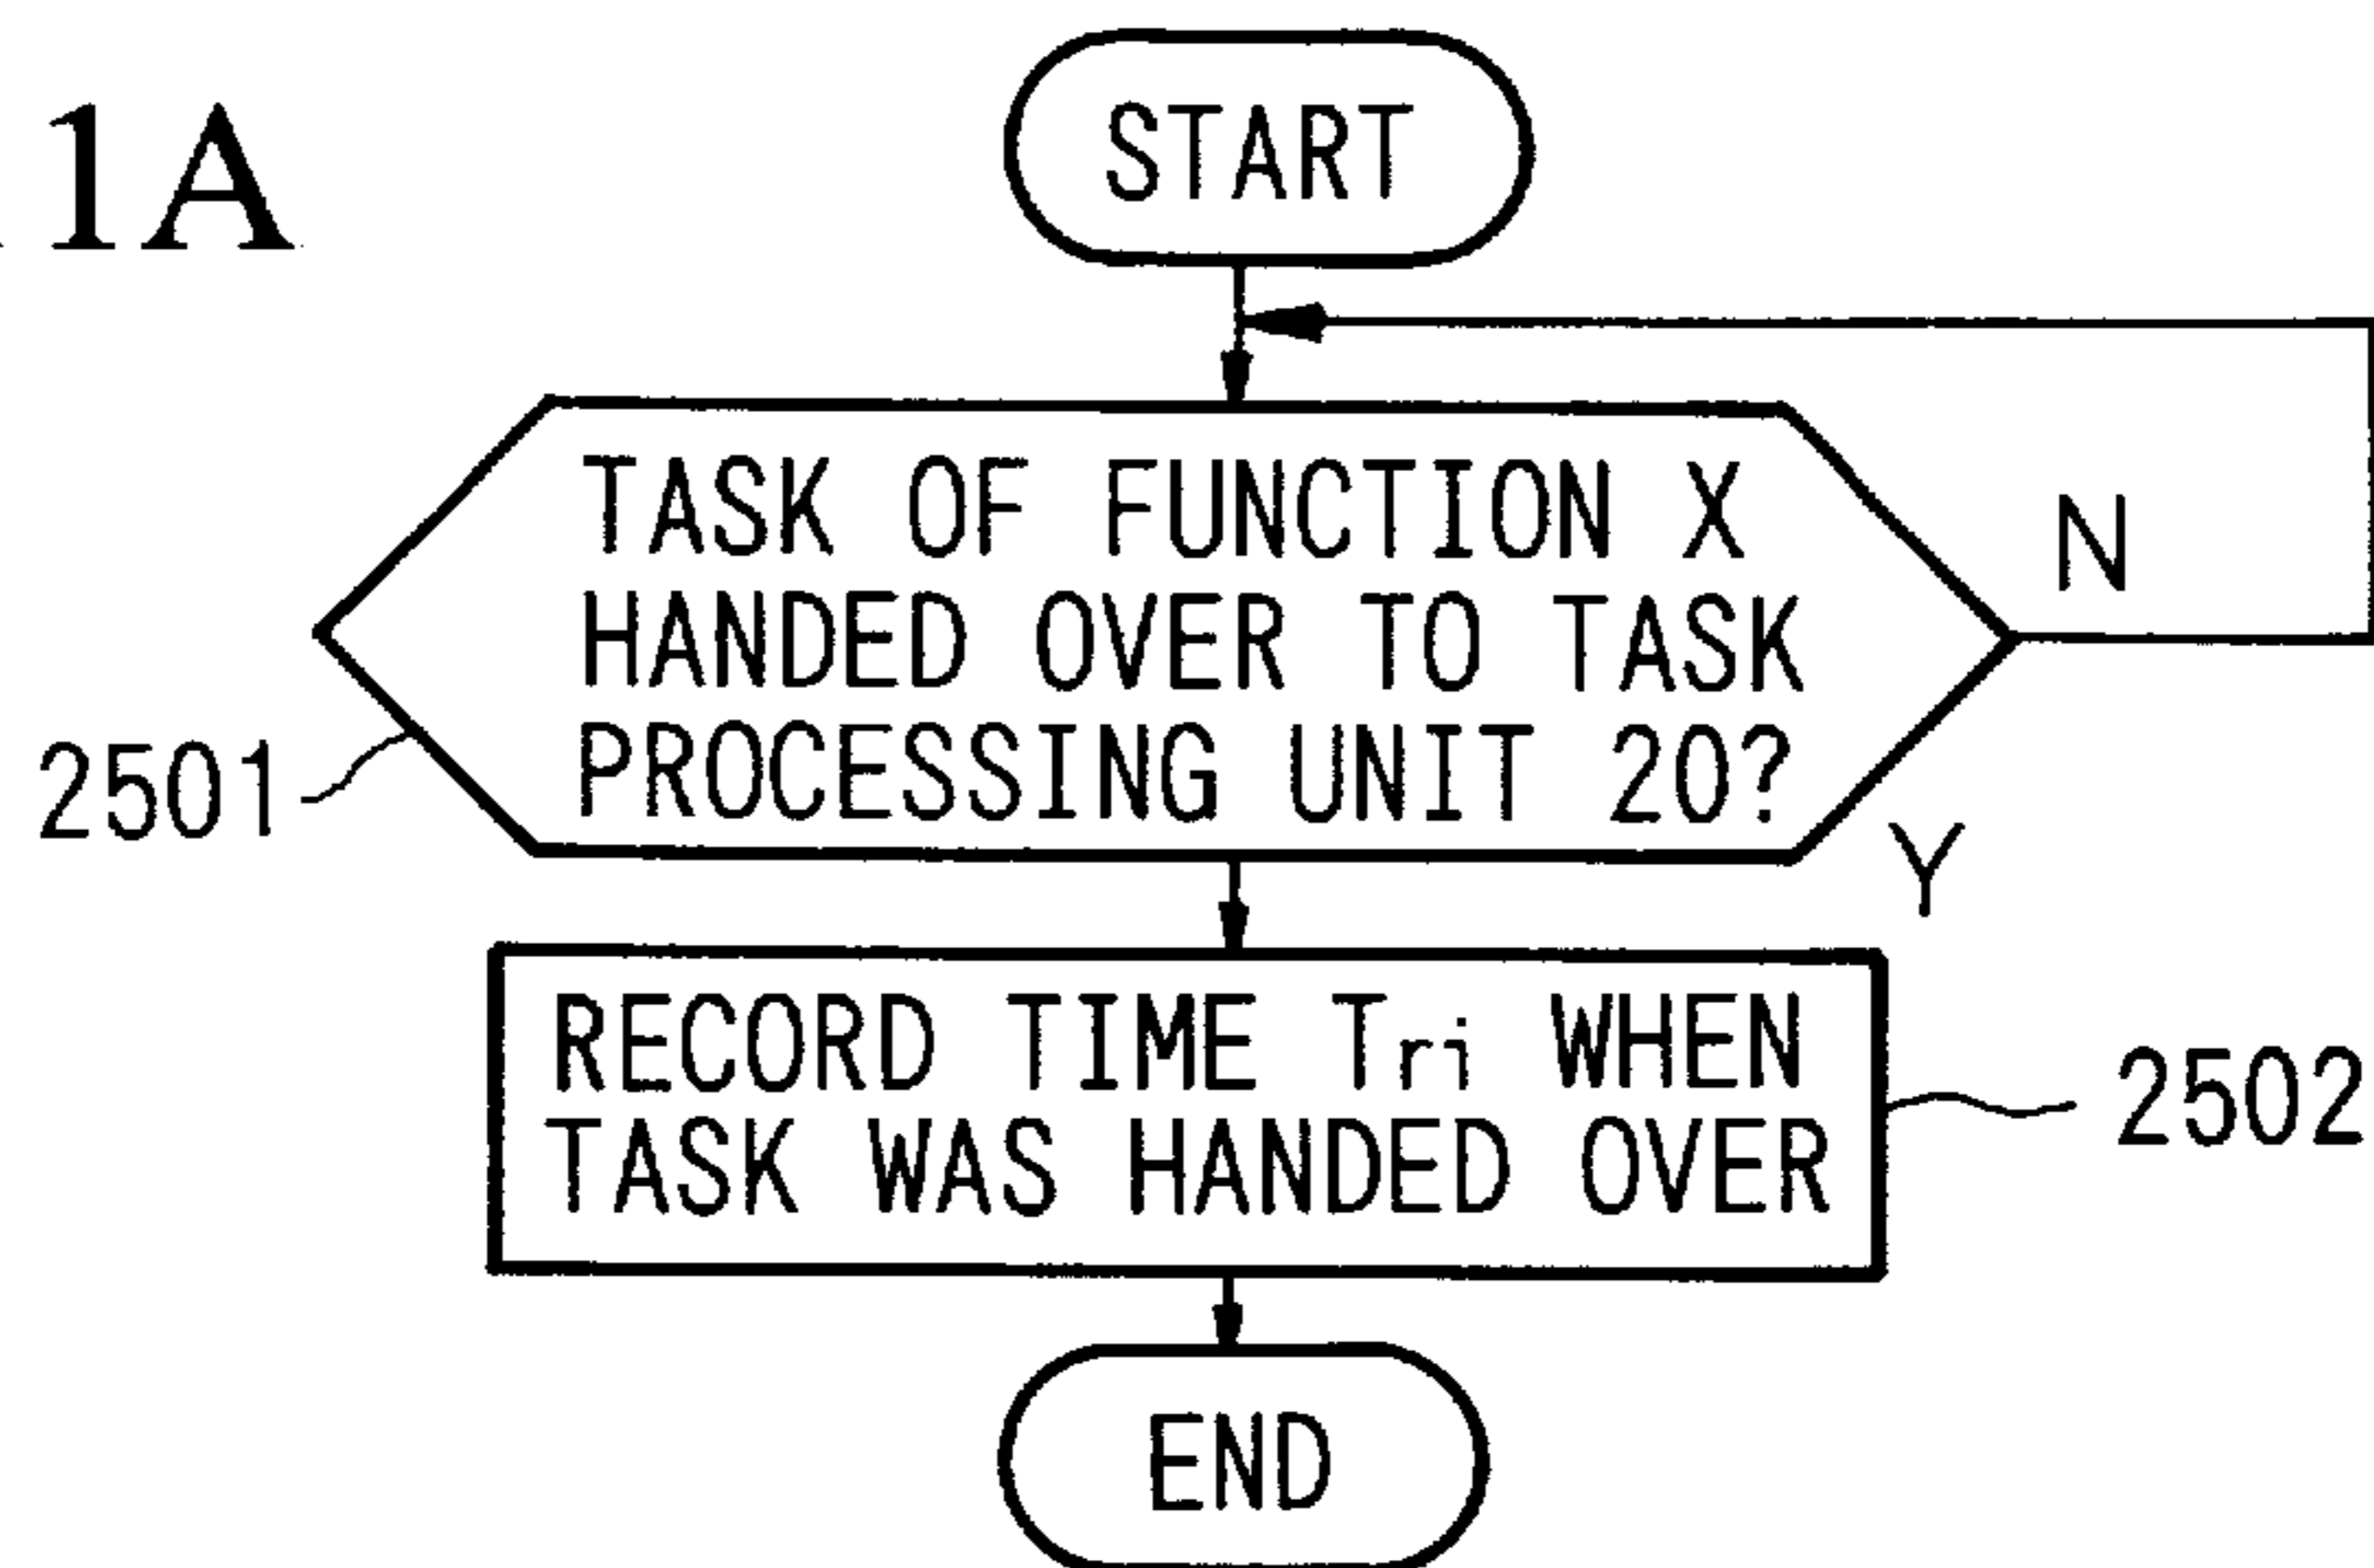 1A
START
TASK OF FUNCTION X
HANDED OVER TO TASK
PROCESSING UNIT 20?
N
2501
Y
RECORD TIME Tri WHEN
TASK WAS HANDED OVER
2502
END